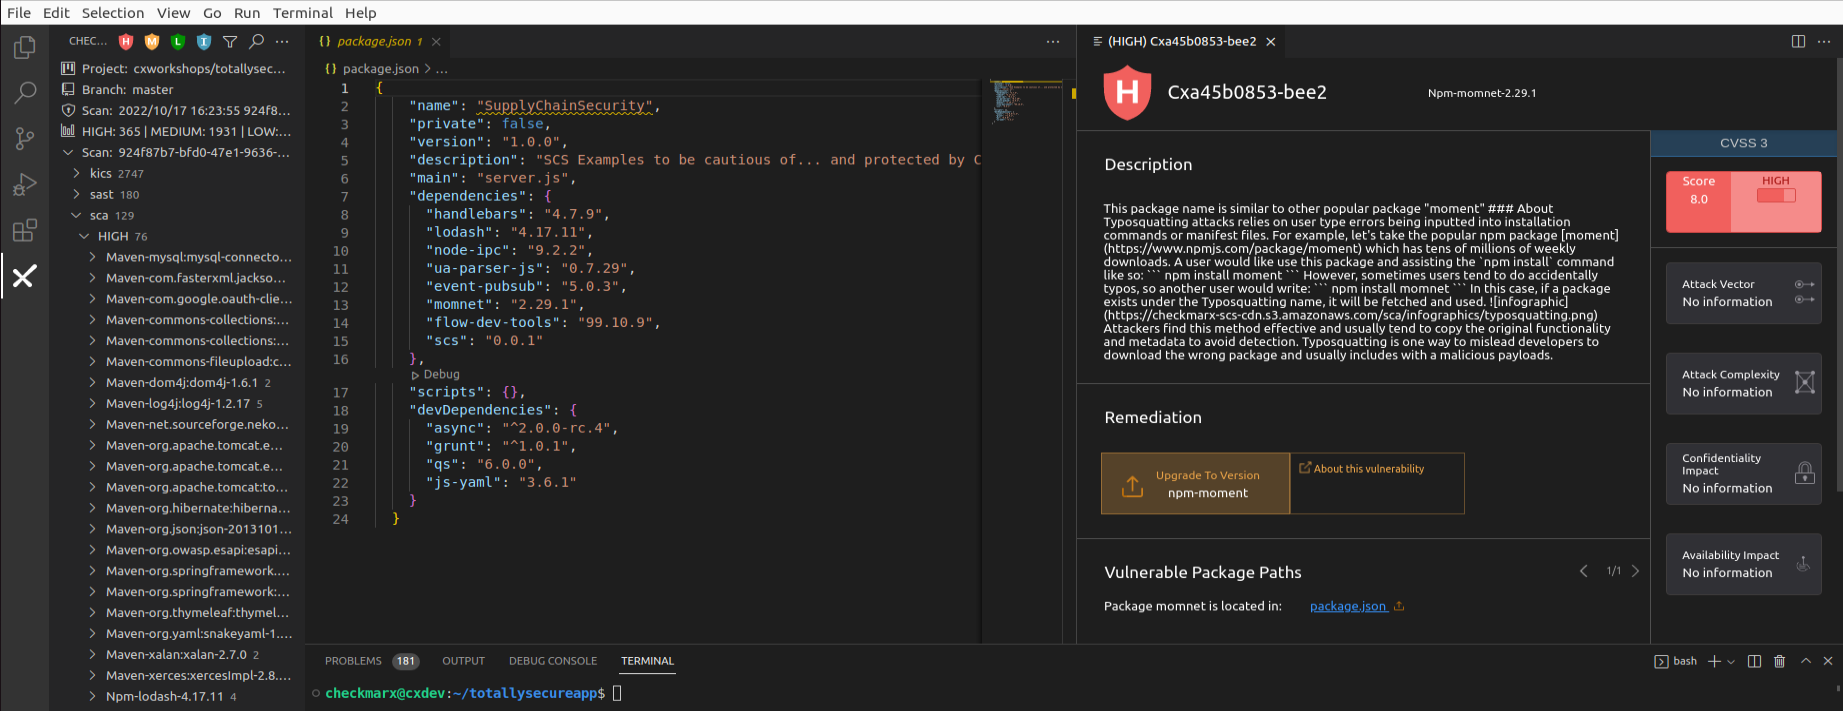 File Edit Selection View Go Run Terminal Help
CHEC... H M L I ...
Project: cxworkshops/totallysec...
Branch: master
Scan: 2022/10/17 16:23:55 924f8...
HIGH: 365 | MEDIUM: 1931 | LOW:...
Scan: 924f87b7-bfd0-47e1-9636-...
kics 2747
sast 180
sca 129
HIGH 76
Maven-mysql:mysql-connecto...
Maven-com.fasterxml.jackso...
Maven-com.google.oauth-clie...
Maven-commons-collections:...
Maven-commons-collections:...
Maven-commons-fileupload:c...
Maven-dom4j:dom4j-1.6.1 2
Maven-log4j:log4j-1.2.17 5
Maven-net.sourceforge.neko...
Maven-org.apache.tomcat.e...
Maven-org.apache.tomcat.e...
Maven-org.apache.tomcat:to...
Maven-org.hibernate:hiberna...
Maven-org.json:json-2013101...
Maven-org.owasp.esapi:esapi...
Maven-org.springframework....
Maven-org.springframework:...
Maven-org.thymeleaf:thymel...
Maven-org.yaml:snakeyaml-1....
Maven-xalan:xalan-2.7.0 2
Maven-xerces:xercesImpl-2.8....
Npm-lodash-4.17.11 4
{} package.json 1 ...
{} package.json > ...
1 {
2 "name": "SupplyChainSecurity",
3 "private": false,
4 "version": "1.0.0",
5 "description": "SCS Examples to be cautious of... and protected by C
6 "main": "server.js",
7 "dependencies": {
8 "handlebars": "4.7.9",
9 "lodash": "4.17.11",
10 "node-ipc": "9.2.2",
11 "ua-parser-js": "0.7.29",
12 "event-pubsub": "5.0.3",
13 "momnet": "2.29.1",
14 "flow-dev-tools": "99.10.9",
15 "scs": "0.0.1"
16 },
Debug
17 "scripts": {},
18 "devDependencies": {
19 "async": "^2.0.0-rc.4",
20 "grunt": "^1.0.1",
21 "qs": "6.0.0",
22 "js-yaml": "3.6.1"
23 }
24 }
(HIGH) Cxa45b0853-bee2 ...
H Cxa45b0853-bee2 Npm-momnet-2.29.1
Description
This package name is similar to other popular package "moment" ### About
Typosquatting attacks relies on user type errors being inputted into installation
commands or manifest files. For example, let's take the popular npm package [moment]
(https://www.npmjs.com/package/moment) which has tens of millions of weekly
downloads. A user would like use this package and assisting the `npm install` command
like so: ``` npm install moment ``` However, sometimes users tend to do accidentally
typos, so another user would write: ``` npm install momnet ``` In this case, if a package
exists under the Typosquatting name, it will be fetched and used. ![infographic]
(https://checkmarx-scs-cdn.s3.amazonaws.com/sca/infographics/typosquatting.png)
Attackers find this method effective and usually tend to copy the original functionality
and metadata to avoid detection. Typosquatting is one way to mislead developers to
download the wrong package and usually includes with a malicious payloads.
Remediation
Upgrade To Version
npm-moment
About this vulnerability
Vulnerable Package Paths 1/1
Package momnet is located in: package.json
CVSS 3
Score
8.0
HIGH
Attack Vector
No information
Attack Complexity
No information
Confidentiality
Impact
No information
Availability Impact
No information
PROBLEMS 181 OUTPUT DEBUG CONSOLE TERMINAL
bash
checkmarx@cxdev:~/totallysecureapp$